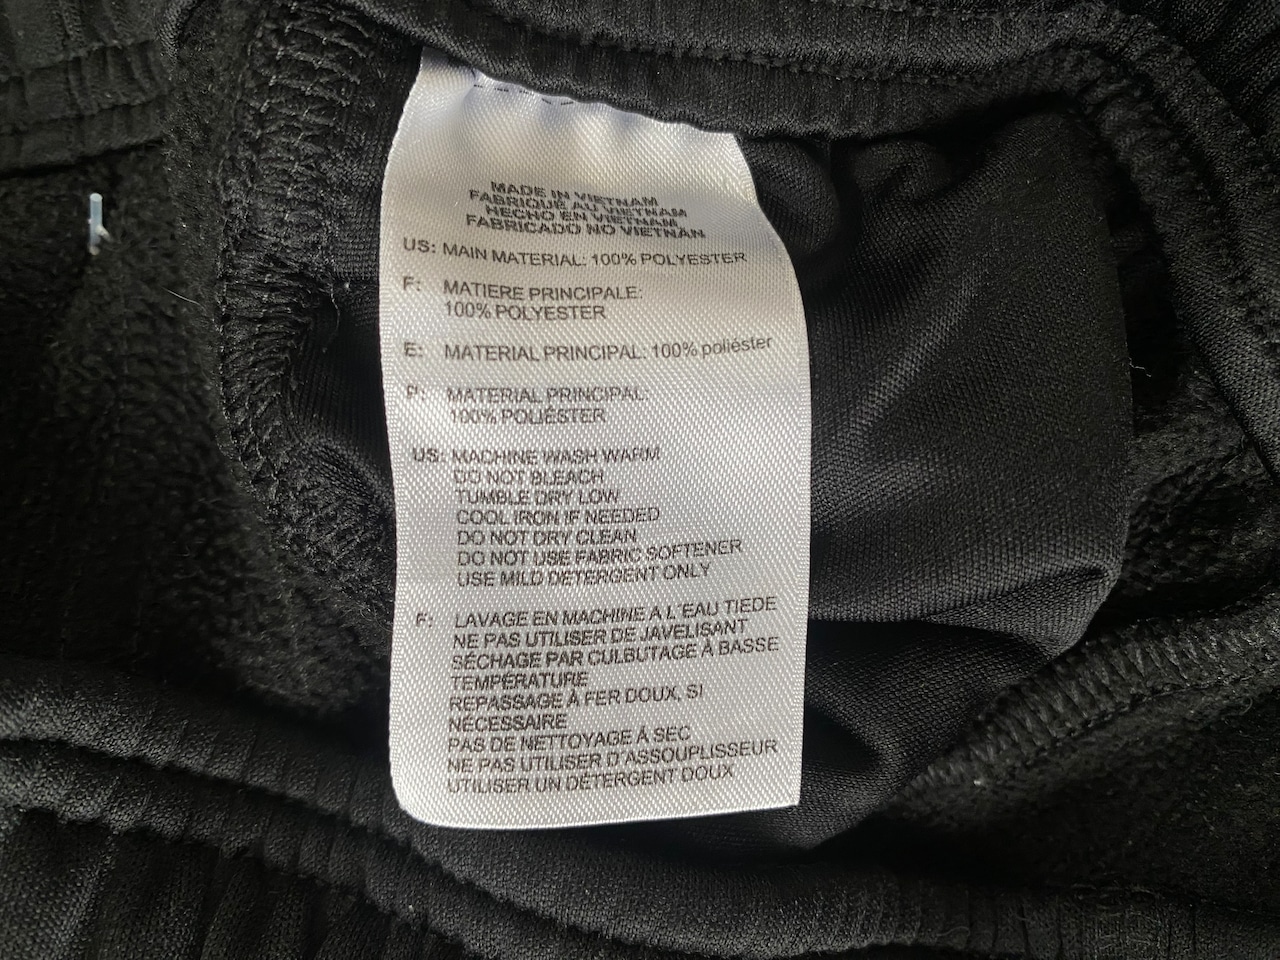 MADE IN VIETNAM
FABRIQUÉ AU VIETNAM
HECHO EN VIETNAM
FABRICADO NO VIETNÃN
US: MAIN MATERIAL: 100% POLYESTER
F: MATIERE PRINCIPALE:
100% POLYESTER
E: MATERIAL PRINCIPAL: 100% poliéster
P: MATERIAL PRINCIPAL:
100% POLIÉSTER
US: MACHINE WASH WARM
DO NOT BLEACH
TUMBLE DRY LOW
COOL IRON IF NEEDED
DO NOT DRY CLEAN
DO NOT USE FABRIC SOFTENER
USE MILD DETERGENT ONLY
F: LAVAGE EN MACHINE A L´EAU TIEDE
NE PAS UTILISER DE JAVELISANT
SÉCHAGE PAR CULBUTAGE À BASSE
TEMPÉRATURE
REPASSAGE À FER DOUX, SI
NÉCESSAIRE
PAS DE NETTOYAGE À SEC
NE PAS UTILISER D'ASSOUPLISSEUR
UTILISER UN DÉTERGENT DOUX